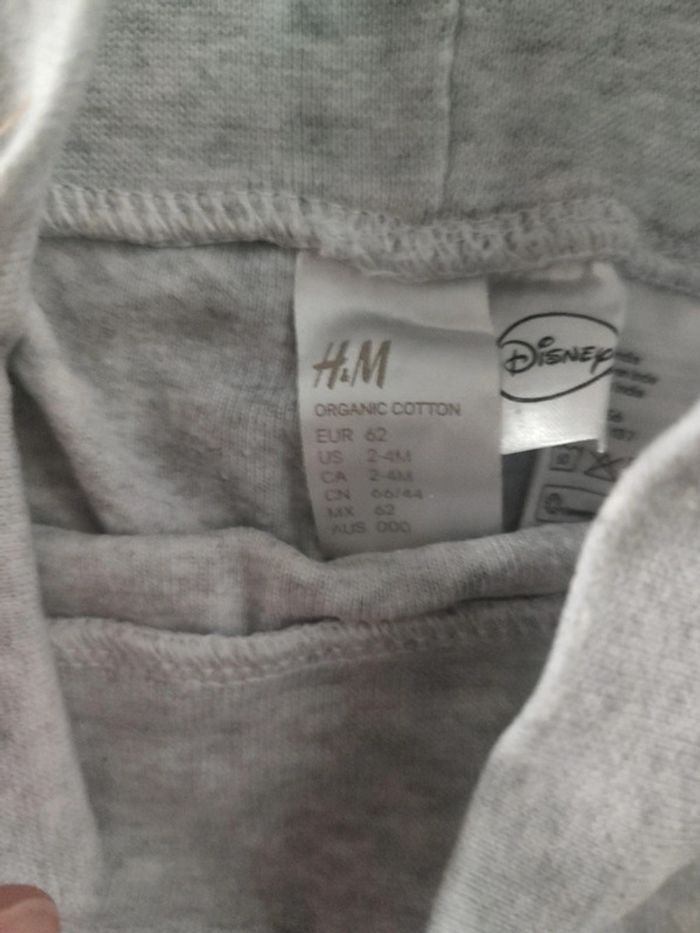 H&M
ORGANIC COTTON
EUR 62
US 2-4M
CA 2-4M
CN 66/44
MX 62
AUS 000
DISNEY